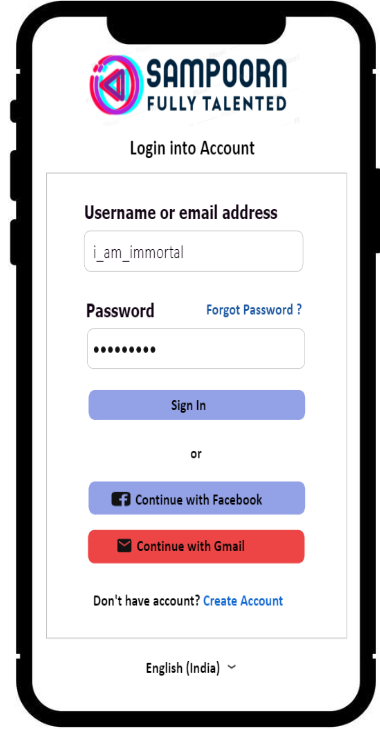 SAMPOORN
FULLY TALENTED
Login into Account
Username or email address
i_am_immortal
Password Forgot Password ?
•••••••••
Sign In
or
Continue with Facebook
Continue with Gmail
Don't have account? Create Account
English (India)